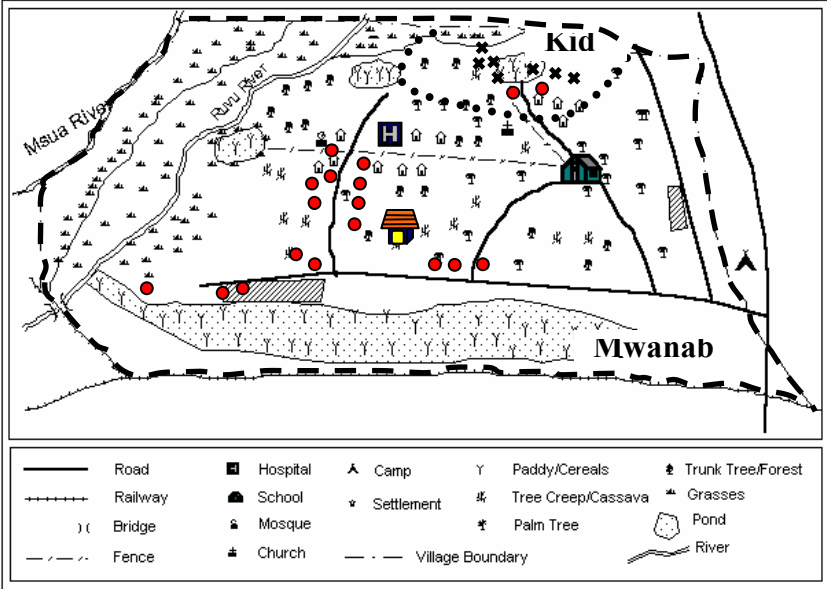 Kid
Ruvu River
Msua River
Mwanab
Road
Hospital
Camp
Paddy/Cereals
Trunk Tree/Forest
Railway
School
Settlement
Tree Creep/Cassava
Grasses
Bridge
Mosque
Palm Tree
Pond
Fence
Church
Village Boundary
River